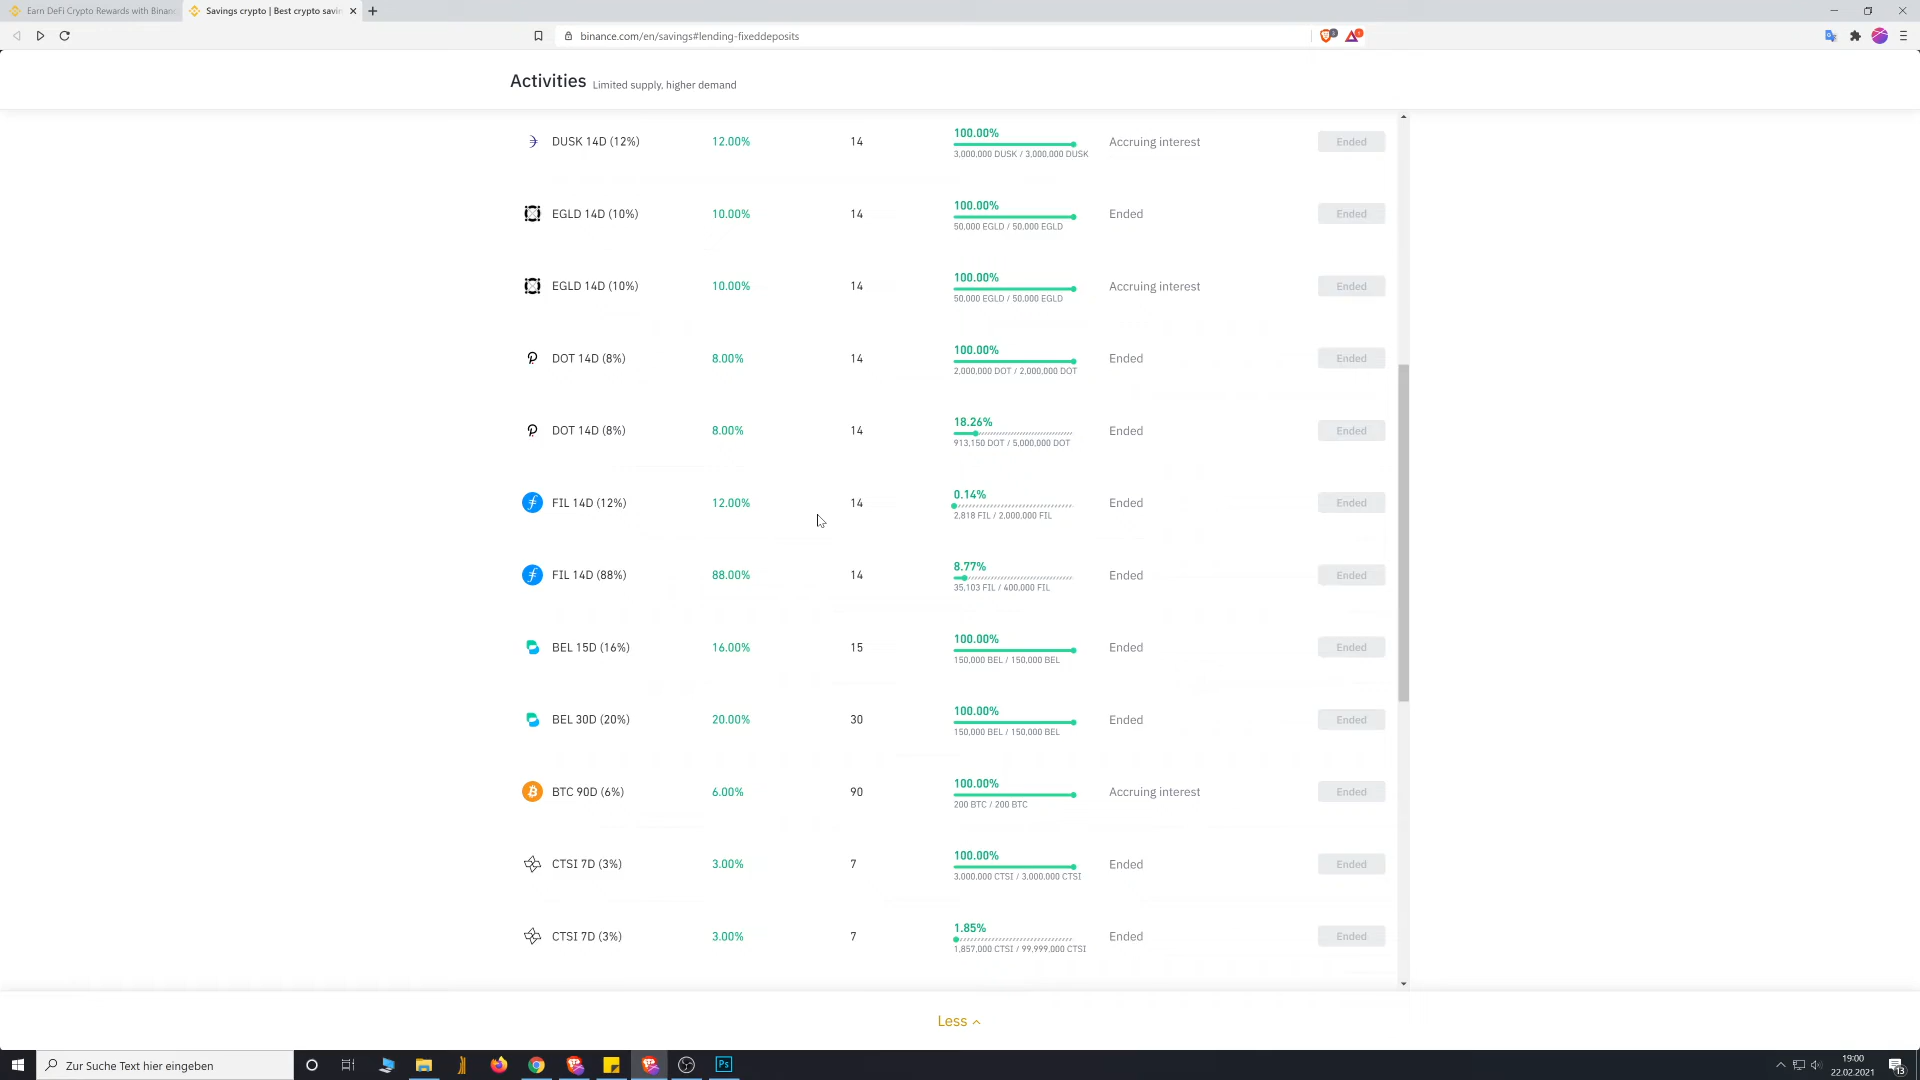 Earn DeFi Crypto Rewards with Binanc
Savings crypto | Best crypto savin
binance.com/en/savings#lending-fixeddeposits
Activities Limited supply, higher demand
DUSK 14D (12%) 12.00% 14 100.00% Accruing interest Ended
3,000,000 DUSK / 3,000,000 DUSK
EGLD 14D (10%) 10.00% 14 100.00% Ended Ended
50,000 EGLD / 50,000 EGLD
EGLD 14D (10%) 10.00% 14 100.00% Accruing interest Ended
50,000 EGLD / 50,000 EGLD
DOT 14D (8%) 8.00% 14 100.00% Ended Ended
2,000,000 DOT / 2,000,000 DOT
DOT 14D (8%) 8.00% 14 18.26% Ended Ended
913,150 DOT / 5,000,000 DOT
FIL 14D (12%) 12.00% 14 0.14% Ended Ended
2,818 FIL / 2,000,000 FIL
FIL 14D (88%) 88.00% 14 8.77% Ended Ended
35,103 FIL / 400,000 FIL
BEL 15D (16%) 16.00% 15 100.00% Ended Ended
150,000 BEL / 150,000 BEL
BEL 30D (20%) 20.00% 30 100.00% Ended Ended
150,000 BEL / 150,000 BEL
BTC 90D (6%) 6.00% 90 100.00% Accruing interest Ended
200 BTC / 200 BTC
CTSI 7D (3%) 3.00% 7 100.00% Ended Ended
3,000,000 CTSI / 3,000,000 CTSI
CTSI 7D (3%) 3.00% 7 1.85% Ended Ended
1,857,000 CTSI / 99,999,000 CTSI
Less
Zur Suche Text hier eingeben
Ps
19:00
22.02.2021
13